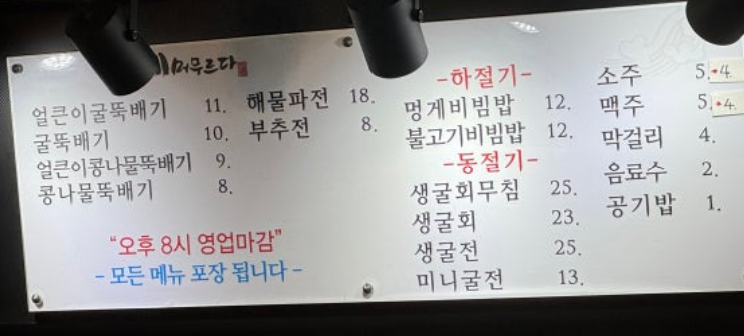 머무르다
얼큰이굴뚝배기 11.
굴뚝배기 10.
얼큰이콩나물뚝배기 9.
콩나물뚝배기 8.
"오후 8시 영업마감"
- 모든 메뉴 포장 됩니다 -
해물파전 18.
부추전 8.
-하절기-
멍게비빔밥 12.
불고기비빔밥 12.
-동절기-
생굴회무침 25.
생굴회 23.
생굴전 25.
미니굴전 13.
소주 5. 4.
맥주 5. 4.
막걸리 4.
음료수 2.
공기밥 1.